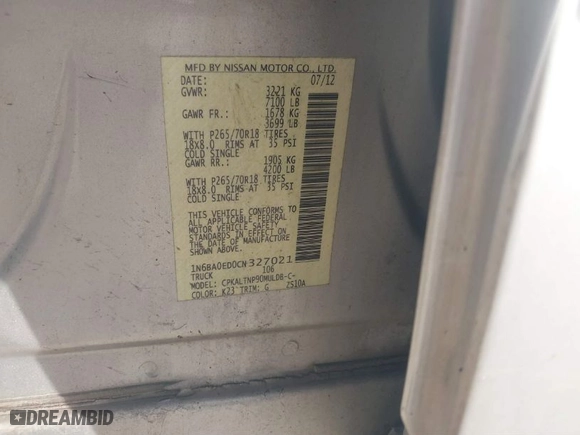 MFD BY NISSAN MOTOR CO., LTD.
DATE: 07/12
GVWR: 3221 KG
7100 LB
GAWR FR.: 1678 KG
3699 LB
WITH P265/70R18 TIRES
18X8.0 RIMS AT 35 PSI
COLD SINGLE
GAWR RR.: 1905 KG
4200 LB
WITH P265/70R18 TIRES
18X8.0 RIMS AT 35 PSI
COLD SINGLE
THIS VEHICLE CONFORMS TO
ALL APPLICABLE FEDERAL
MOTOR VEHICLE SAFETY
STANDARDS IN EFFECT ON
THE DATE OF MANUFACTURE
1N6BA0ED0CN327021
TRUCK 106
MODEL: CPKALTNP90MULDB-C-
COLOR: K23 TRIM: G ZS10A
DREAMBID